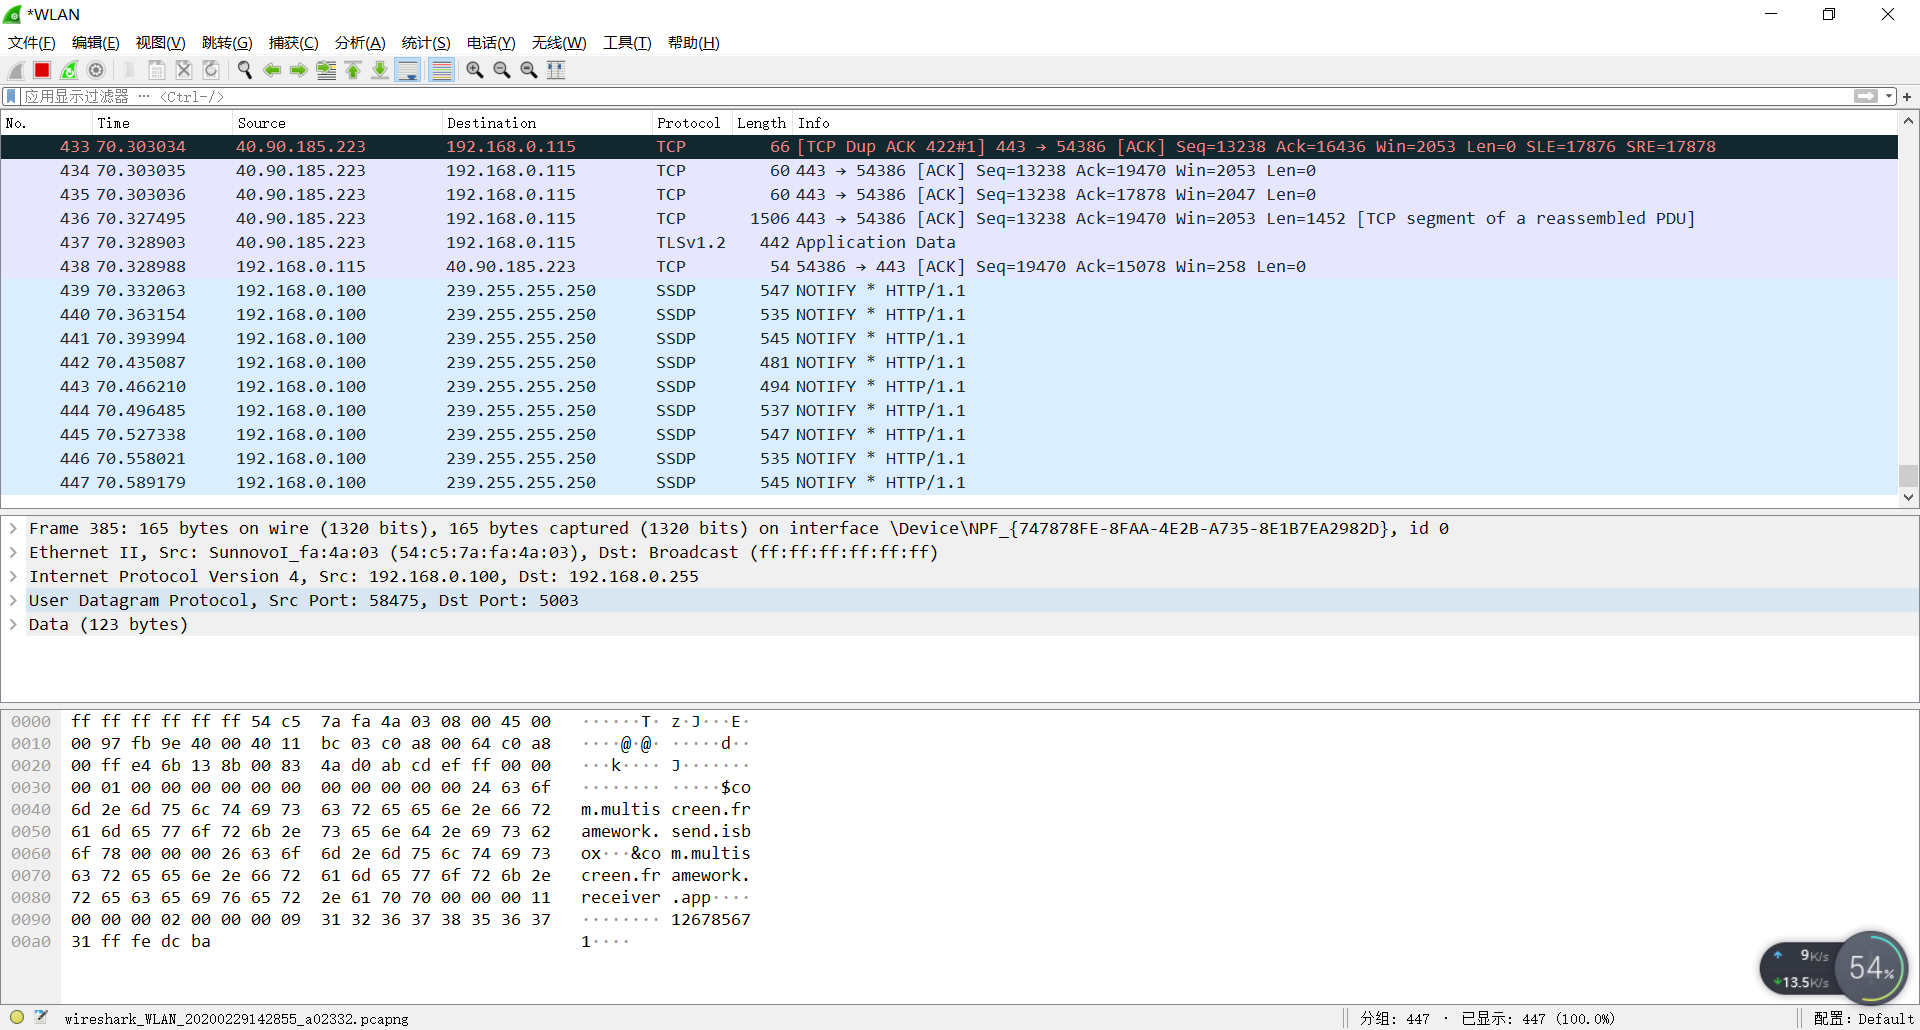 *WLAN
文件(F) 编辑(E) 视图(V) 跳转(G) 捕获(C) 分析(A) 统计(S) 电话(Y) 无线(W) 工具(T) 帮助(H)
应用显示过滤器 ⋯ <Ctrl-/>
No. Time Source Destination Protocol Length Info
433 70.303034 40.90.185.223 192.168.0.115 TCP 66 [TCP Dup ACK 422#1] 443 → 54386 [ACK] Seq=13238 Ack=16436 Win=2053 Len=0 SLE=17876 SRE=17878
434 70.303035 40.90.185.223 192.168.0.115 TCP 60 443 → 54386 [ACK] Seq=13238 Ack=19470 Win=2053 Len=0
435 70.303036 40.90.185.223 192.168.0.115 TCP 60 443 → 54386 [ACK] Seq=13238 Ack=17878 Win=2047 Len=0
436 70.327495 40.90.185.223 192.168.0.115 TCP 1506 443 → 54386 [ACK] Seq=13238 Ack=19470 Win=2053 Len=1452 [TCP segment of a reassembled PDU]
437 70.328903 40.90.185.223 192.168.0.115 TLSv1.2 442 Application Data
438 70.328988 192.168.0.115 40.90.185.223 TCP 54 54386 → 443 [ACK] Seq=19470 Ack=15078 Win=258 Len=0
439 70.332063 192.168.0.100 239.255.255.250 SSDP 547 NOTIFY * HTTP/1.1
440 70.363154 192.168.0.100 239.255.255.250 SSDP 535 NOTIFY * HTTP/1.1
441 70.393994 192.168.0.100 239.255.255.250 SSDP 545 NOTIFY * HTTP/1.1
442 70.435087 192.168.0.100 239.255.255.250 SSDP 481 NOTIFY * HTTP/1.1
443 70.466210 192.168.0.100 239.255.255.250 SSDP 494 NOTIFY * HTTP/1.1
444 70.496485 192.168.0.100 239.255.255.250 SSDP 537 NOTIFY * HTTP/1.1
445 70.527338 192.168.0.100 239.255.255.250 SSDP 547 NOTIFY * HTTP/1.1
446 70.558021 192.168.0.100 239.255.255.250 SSDP 535 NOTIFY * HTTP/1.1
447 70.589179 192.168.0.100 239.255.255.250 SSDP 545 NOTIFY * HTTP/1.1
Frame 385: 165 bytes on wire (1320 bits), 165 bytes captured (1320 bits) on interface \Device\NPF_{747878FE-8FAA-4E2B-A735-8E1B7EA2982D}, id 0
Ethernet II, Src: SunnovoI_fa:4a:03 (54:c5:7a:fa:4a:03), Dst: Broadcast (ff:ff:ff:ff:ff:ff)
Internet Protocol Version 4, Src: 192.168.0.100, Dst: 192.168.0.255
User Datagram Protocol, Src Port: 58475, Dst Port: 5003
Data (123 bytes)
0000 ff ff ff ff ff ff 54 c5 7a fa 4a 03 08 00 45 00 ······T· z·J···E·
0010 00 97 fb 9e 40 00 40 11 bc 03 c0 a8 00 64 c0 a8 ····@·@· ·····d··
0020 00 ff e4 6b 13 8b 00 83 4a d0 ab cd ef ff 00 00 ···k···· J·······
0030 00 01 00 00 00 00 00 00 00 00 00 00 00 24 63 6f ········ ·····$co
0040 6d 2e 6d 75 6c 74 69 73 63 72 65 65 6e 2e 66 72 m.multis creen.fr
0050 61 6d 65 77 6f 72 6b 2e 73 65 6e 64 2e 69 73 62 amework. send.isb
0060 6f 78 00 00 00 26 63 6f 6d 2e 6d 75 6c 74 69 73 ox···&co m.multis
0070 63 72 65 65 6e 2e 66 72 61 6d 65 77 6f 72 6b 2e creen.fr amework.
0080 72 65 63 65 69 76 65 72 2e 61 70 70 00 00 00 11 receiver .app····
0090 00 00 00 02 00 00 00 09 31 32 36 37 38 35 36 37 ········ 12678567
00a0 31 ff fe dc ba 1····
9K/s
13.5K/s
54%
wireshark_WLAN_20200229142855_a02332.pcapng 分组: 447 · 已显示: 447 (100.0%) 配置: Default